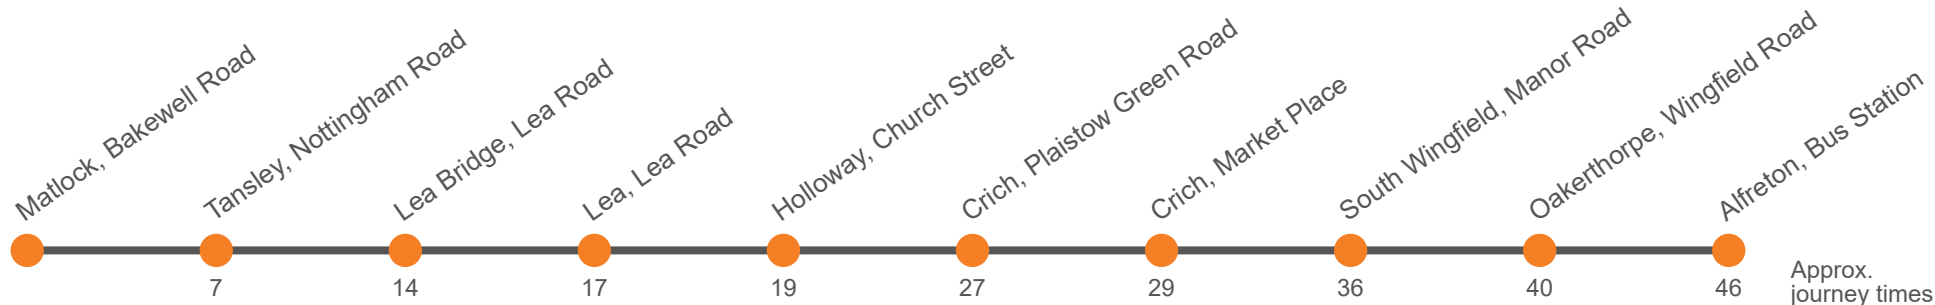 Matlock, Bakewell Road
Tansley, Nottingham Road
Lea Bridge, Lea Road
Lea, Lea Road
Holloway, Church Street
Crich, Plaistow Green Road
Crich, Market Place
South Wingfield, Manor Road
Oakerthorpe, Wingfield Road
Alfreton, Bus Station
7
14
17
19
27
29
36
40
46
Approx.
journey times